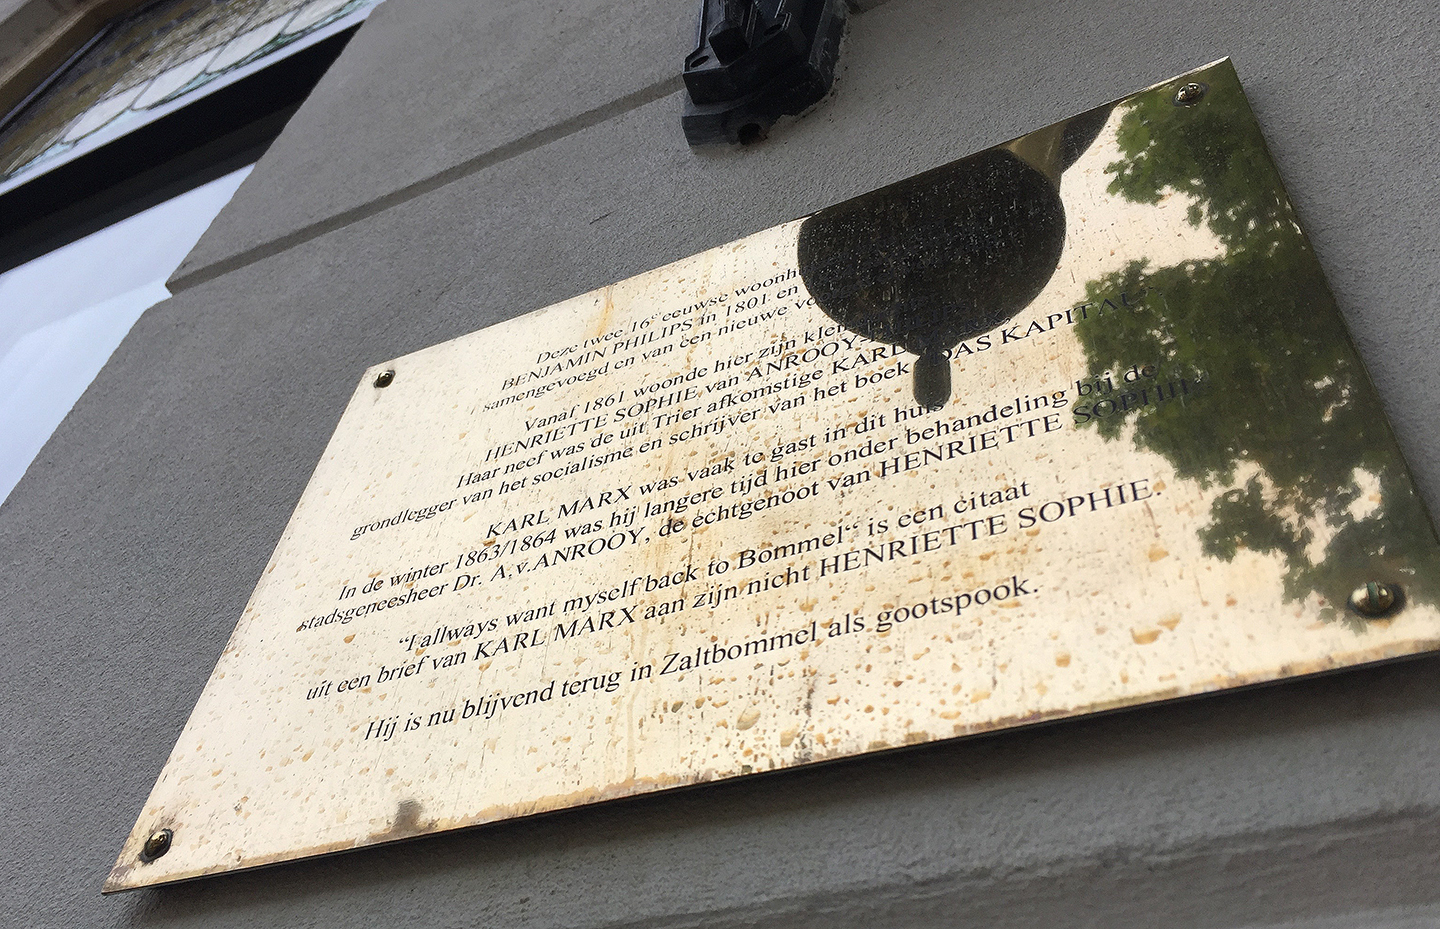 Deze twee 16e eeuwse
BENJAMIN PHILIPS in 1801 en
samengevoegd en van een nieuwe
Vanaf 1861 woonde hier zijn
HENRIETTE SOPHIE van ANROOY-
Haar neef was de uit Trier afkomstige KARL
grondlegger van het socialisme en schrijver van het boek DAS KAPITAL
KARL MARX was vaak te gast in dit huis
In de winter 1863/1864 was hij langere tijd hier onder behandeling bij de
stadsgeneesheer Dr. A.v.ANROOY, de echtgenoot van HENRIETTE SOPHIE
“I allways want myself back to Bommel“ is een citaat
uit een brief van KARL MARX aan zijn nicht HENRIETTE SOPHIE.
Hij is nu blijvend terug in Zaltbommel als gootspook.